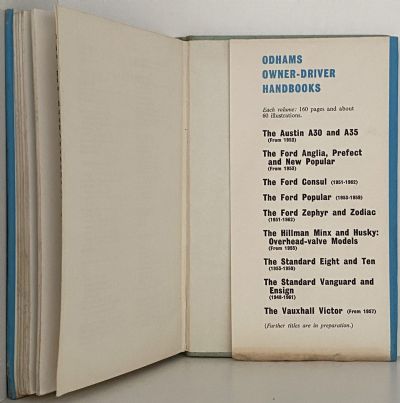 ODHAMS
OWNER-DRIVER
HANDBOOKS
Each volume: 160 pages and about
60 illustrations.
The Austin A30 and A35
(From 1952)
The Ford Anglia, Prefect
and New Popular
(From 1953)
The Ford Consul (1951-1962)
The Ford Popular (1953-1959)
The Ford Zephyr and Zodiac
(1951-1962)
The Hillman Minx and Husky:
Overhead-valve Models
(From 1955)
The Standard Eight and Ten
(1953-1959)
The Standard Vanguard and
Ensign
(1948-1961)
The Vauxhall Victor (From 1957)
(Further titles are in preparation.)